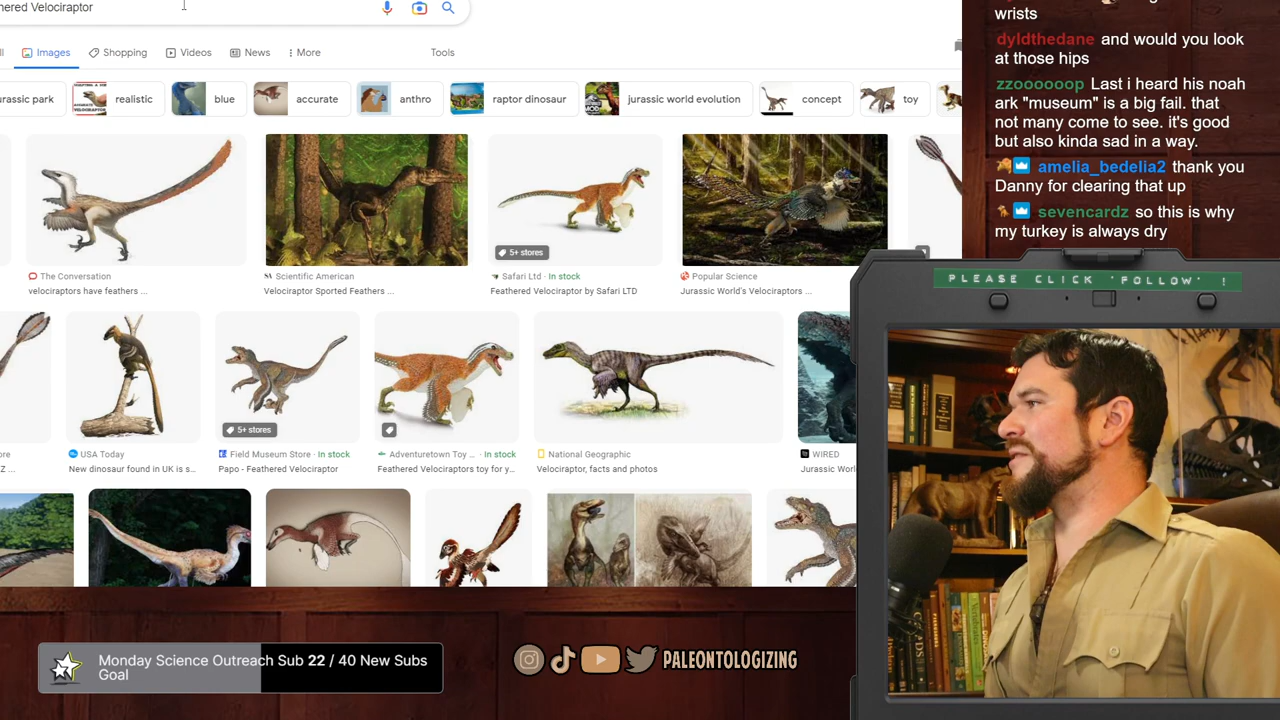 hered Velociraptor
Images
Shopping
Videos
News
More
Tools
urassic park
realistic
blue
accurate
anthro
raptor dinosaur
jurassic world evolution
concept
toy
5+ stores
The Conversation
velociraptors have feathers ...
Scientific American
Velociraptor Sported Feathers ...
Safari Ltd · In stock
Feathered Velociraptor by Safari LTD
Popular Science
Jurassic World's Velociraptors ...
5+ stores
ore
Z ...
USA Today
New dinosaur found in UK is s...
Field Museum Store · In stock
Papo - Feathered Velociraptor
Adventuretown Toy ... · In stock
Feathered Velociraptors toy for y...
National Geographic
Velociraptor, facts and photos
WIRED
Jurassic Worl
wrists
dyldthedane and would you look
at those hips
zzoooooop Last i heard his noah
ark "museum" is a big fail. that
not many come to see. it's good
but also kinda sad in a way.
amelia_bedelia2 thank you
Danny for clearing that up
sevencardz so this is why
my turkey is always dry
PLEASE CLICK 'FOLLOW' !
Monday Science Outreach Sub 22 / 40 New Subs
Goal
PALEONTOLOGIZING